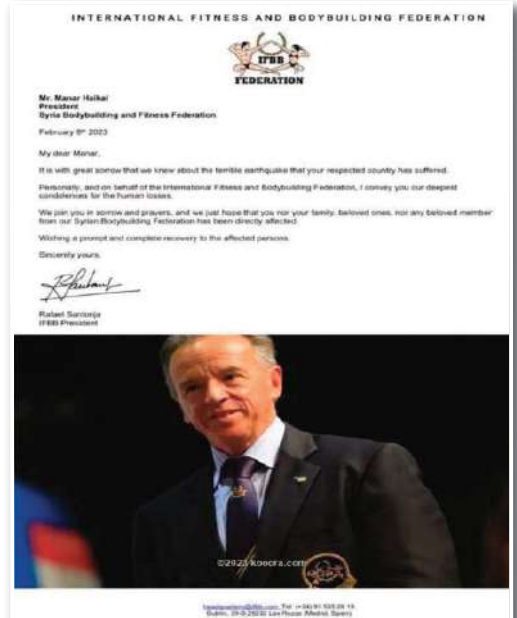 INTERNATIONAL FITNESS AND BODYBUILDING FEDERATION
IFBB
FEDERATION
Mr. Manar Haikal
President
Syria Bodybuilding and Fitness Federation
February 8th 2023
My dear Manar,
It is with great sorrow that we knew about the terrible earthquake that your respected country has suffered.
Personally, and on behalf of the International Fitness and Bodybuilding Federation, I convey you our deepest
condolences for the human losses.
We join you in sorrow and prayers, and we just hope that you nor your family, beloved ones, nor any beloved member
from our Syrian Bodybuilding Federation has been directly affected.
Wishing a prompt and complete recovery to the affected persons.
Sincerely yours,
Rafael Santonja
IFBB President
©2023 kooora.com